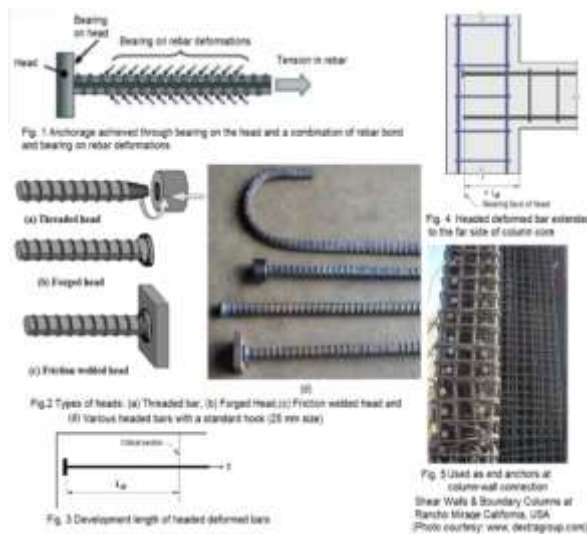 Bearing
on
head
Bearing on rebar deformations
Head
Tension in rebar
Fig. 1 Anchorage achieved through bearing on the head and a combination of rebar bond
and bearing on rebar deformations
(a) Threaded head
(b) Forged head
(c) Friction welded head
(d)
Fig.2 Types of heads: (a) Threaded bar, (b) Forged Head,(c) Friction welded head and
(d) Various headed bars with a standard hook (25 mm size)
Critical section
Fig. 3 Development length of headed deformed bars
Bearing face of head
Fig. 4 Headed deformed bar extended
to the far side of column core
Fig. 5 Used as end anchors at
column-wall connection
Shear Walls & Boundary Columns at
Rancho Mirage California, USA
(Photo courtesy: www. dextragroup.com)